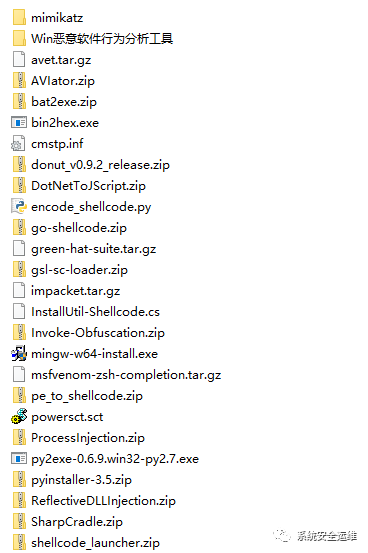 mimikatz
Win恶意软件行为分析工具
avet.tar.gz
AVIator.zip
bat2exe.zip
bin2hex.exe
cmstp.inf
donut_v0.9.2_release.zip
DotNetToJScript.zip
encode_shellcode.py
go-shellcode.zip
green-hat-suite.tar.gz
gsl-sc-loader.zip
impacket.tar.gz
InstallUtil-Shellcode.cs
Invoke-Obfuscation.zip
mingw-w64-install.exe
msfvenom-zsh-completion.tar.gz
pe_to_shellcode.zip
powersct.sct
ProcessInjection.zip
py2exe-0.6.9.win32-py2.7.exe
pyinstaller-3.5.zip
ReflectiveDLLInjection.zip
SharpCradle.zip
shellcode_launcher.zip
系统安全运维